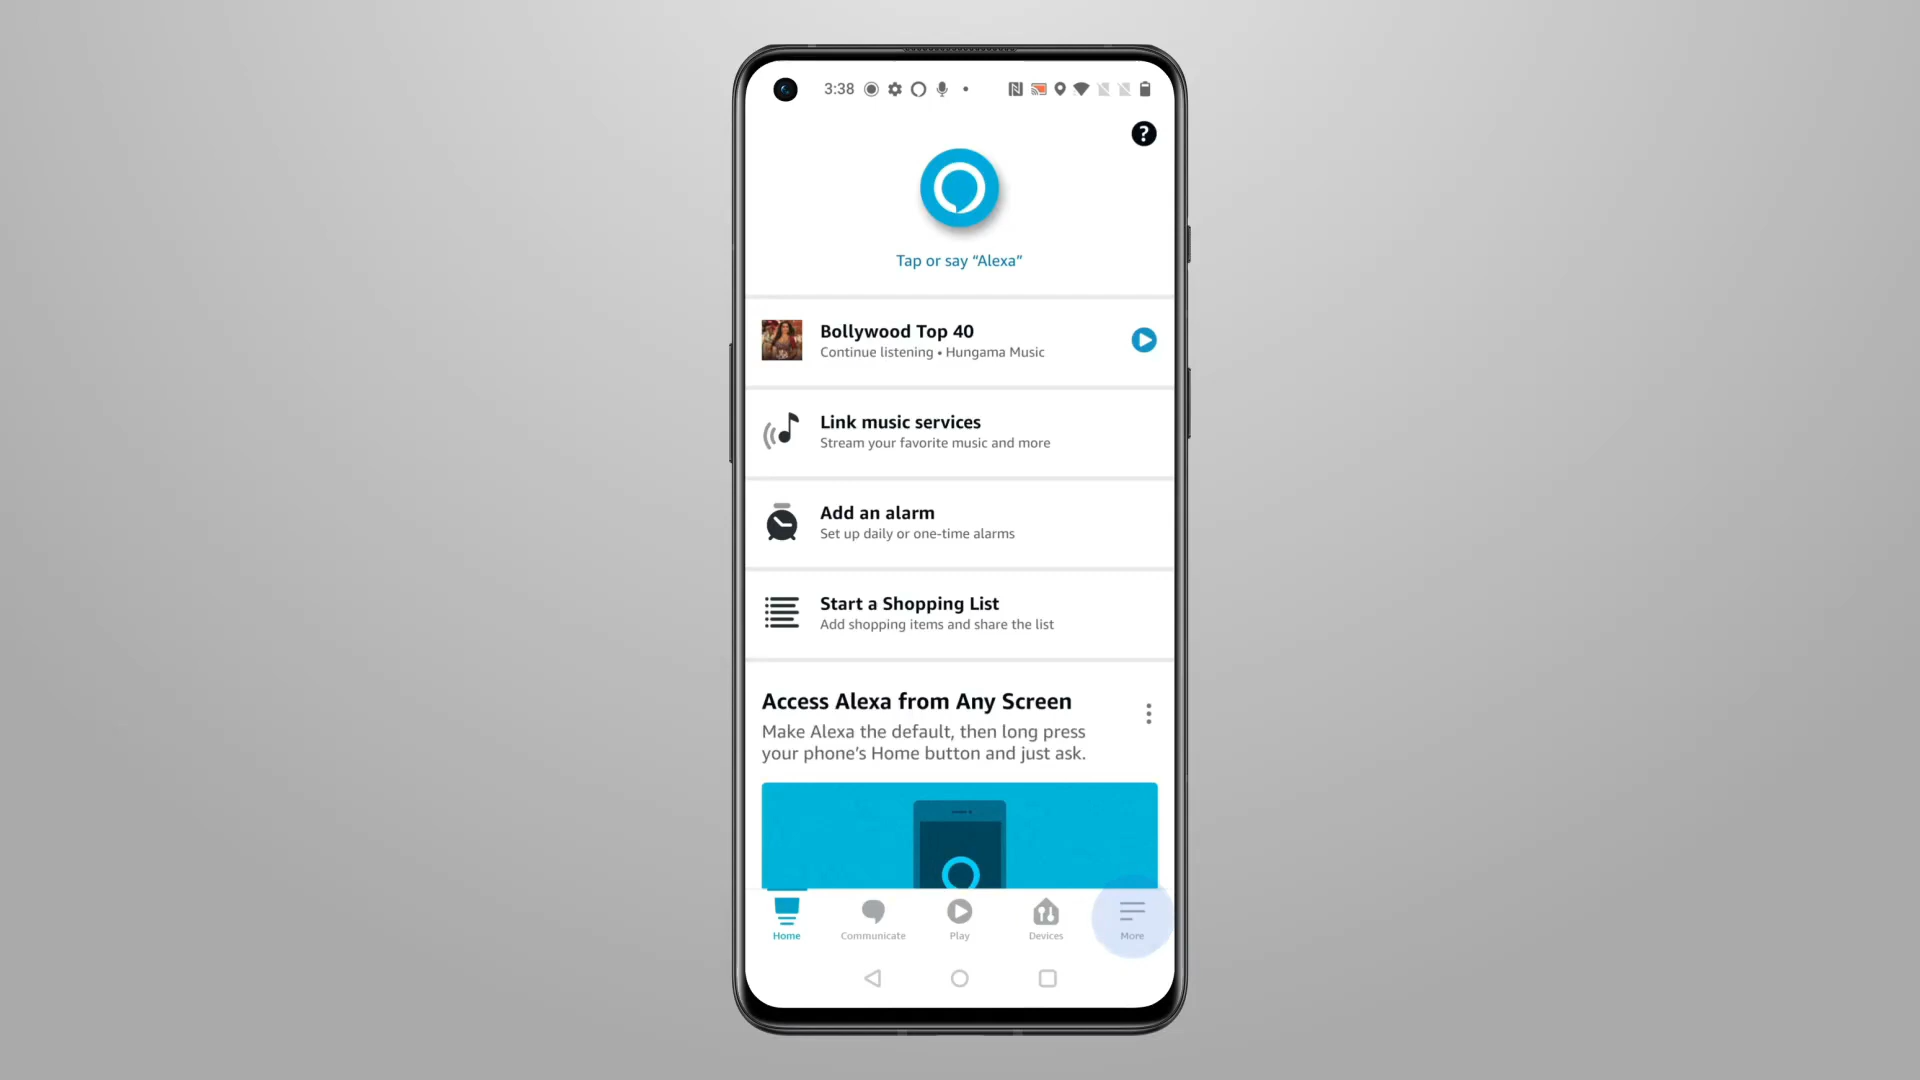 3:38
?
Tap or say “Alexa”
Bollywood Top 40
Continue listening • Hungama Music
Link music services
Stream your favorite music and more
Add an alarm
Set up daily or one-time alarms
Start a Shopping List
Add shopping items and share the list
Access Alexa from Any Screen
Make Alexa the default, then long press
your phone’s Home button and just ask.
Home
Communicate
Play
Devices
More